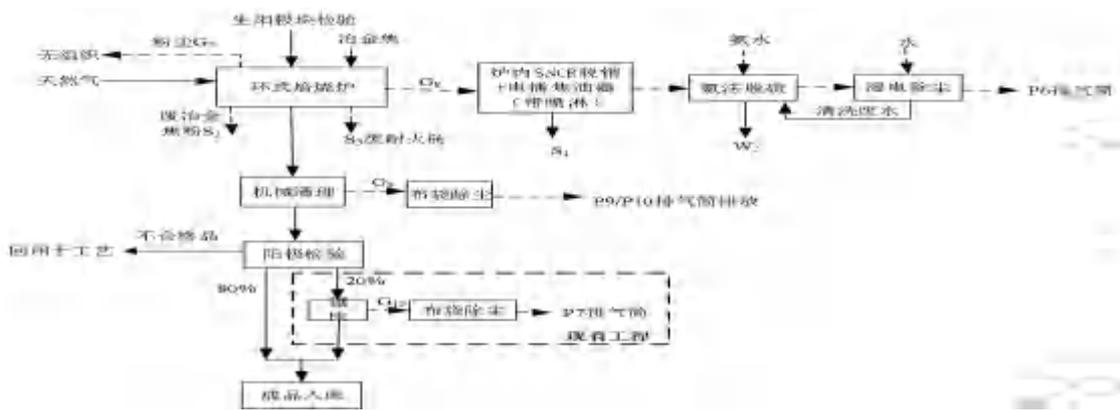 生阳极块检验
冶金焦
粉尘G
无组织
天然气
环式焙烧炉
炉内SNCR脱硝
+电捕焦油器
（带喷淋）
氨水
氨法脱硫
水
湿电除尘
P6排气筒
清洗废水
废冶金
焦粉S
S₅废耐火砖
S₁
W
机械清理
布袋除尘
P9/P10排气筒排放
不合格品
回用于工艺
阳极检验
80%
20%
布袋除尘
P7排气筒
现有工程
成品入库